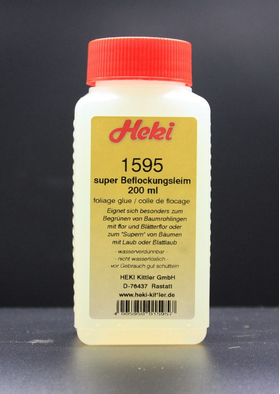 Heki
1595
super Beflockungsleim
200 ml
foliage glue / colle de flocage
Eignet sich besonders zum
Begrünen von Baumrohlingen
mit flor und Blätterflor oder
zum "Supern" von Bäumen
mit Laub oder Blattlaub
- wasserverdünnbar -
- nicht wasserlöslich -
- vor Gebrauch gut schütteln
HEKI Kittler GmbH
D-76437 Rastatt
www.heki-kittler.de